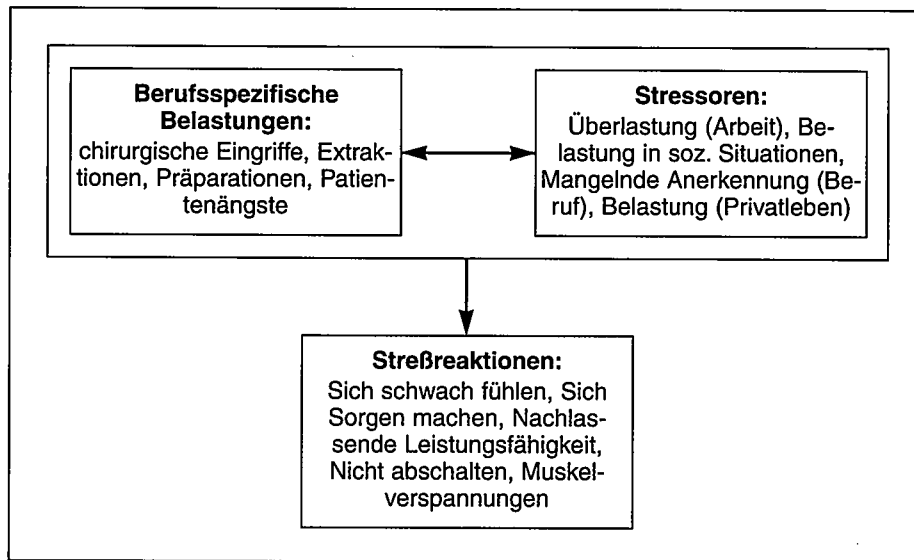 Berufsspezifische
Belastungen:
chirurgische Eingriffe, Extrak-
tionen, Präparationen, Patien-
tenängste
Stressoren:
Überlastung (Arbeit), Be-
lastung in soz. Situationen,
Mangelnde Anerkennung (Be-
ruf), Belastung (Privatleben)
Streßreaktionen:
Sich schwach fühlen, Sich
Sorgen machen, Nachlas-
sende Leistungsfähigkeit,
Nicht abschalten, Muskel-
verspannungen